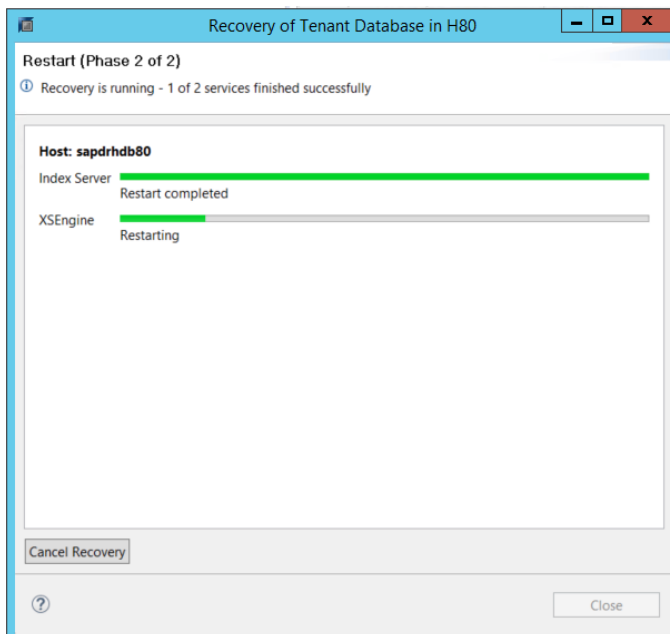 Recovery of Tenant Database in H80
Restart (Phase 2 of 2)
Recovery is running - 1 of 2 services finished successfully
Host: sapdrhdb80
Index Server
Restart completed
XSEngine
Restarting
Cancel Recovery
Close